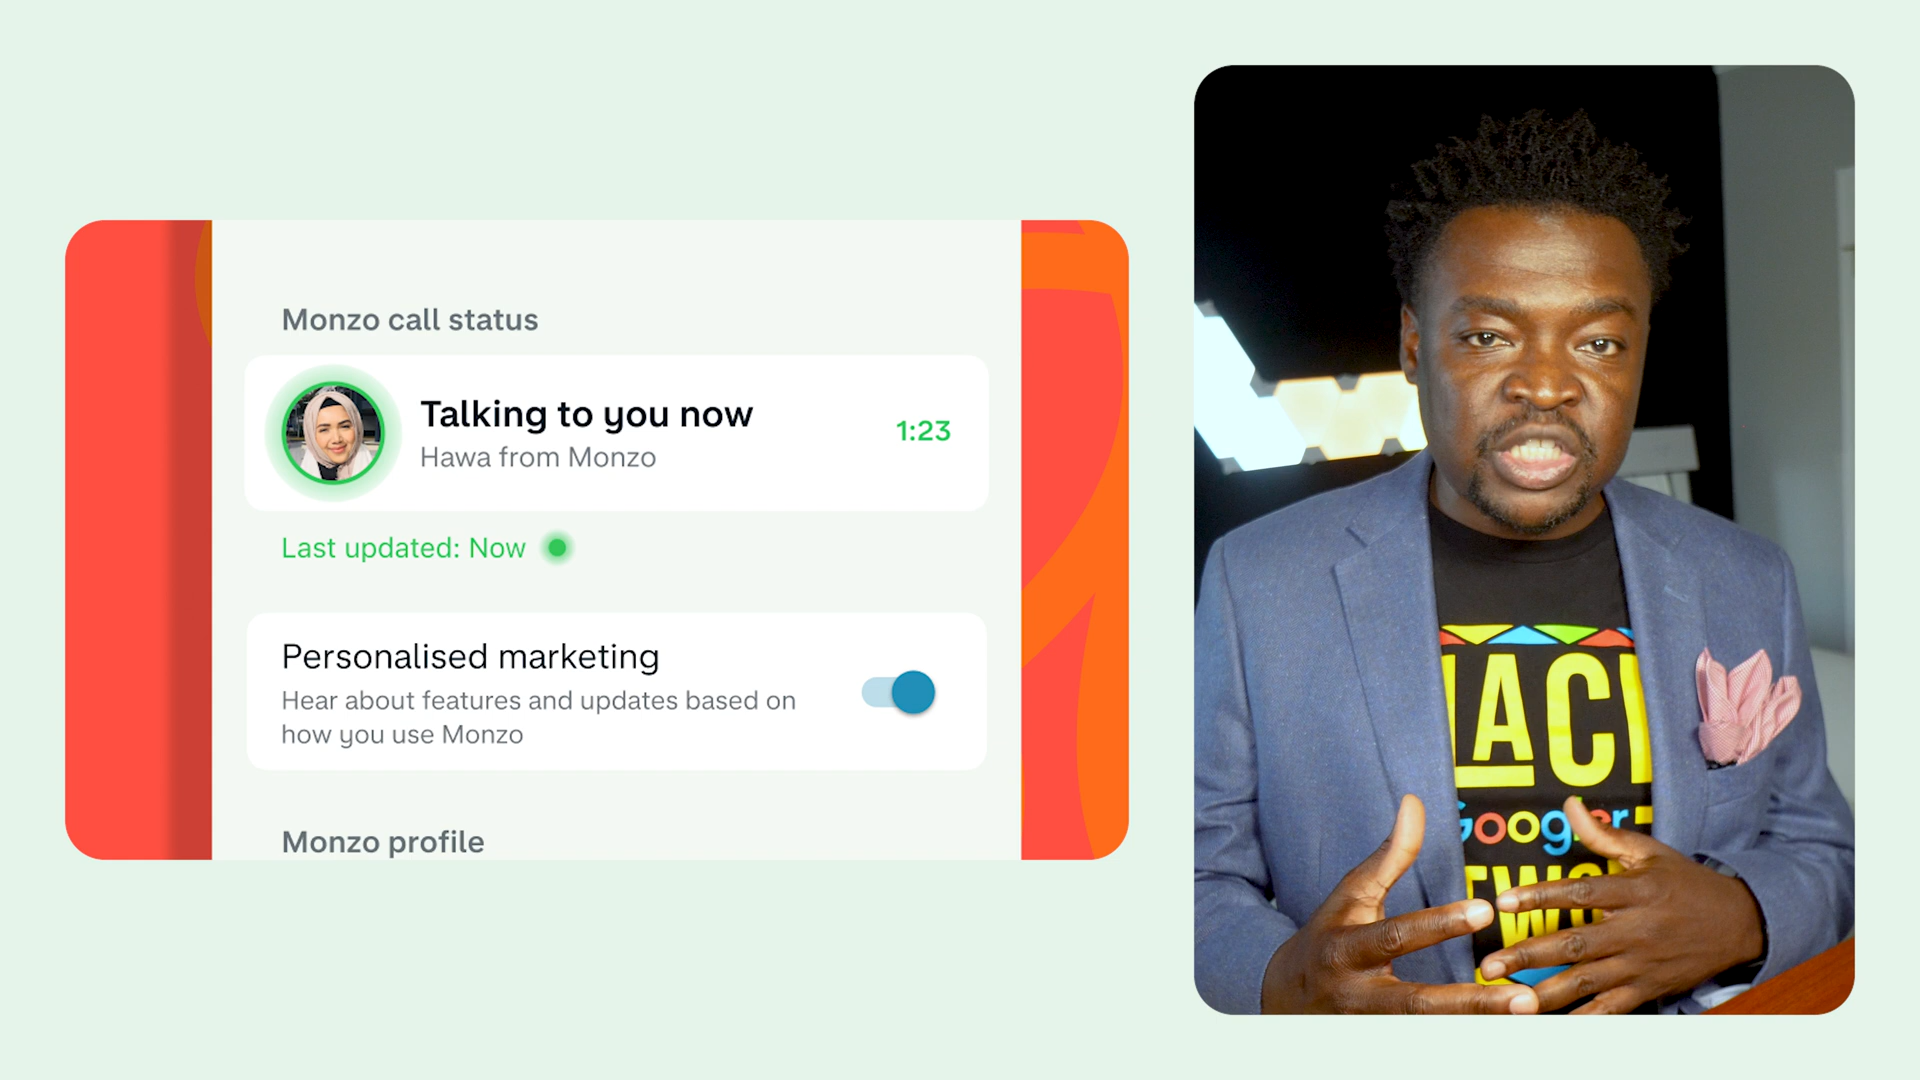 Monzo call status
Talking to you now
Hawa from Monzo
1:23
Last updated: Now
Personalised marketing
Hear about features and updates based on
how you use Monzo
Monzo profile